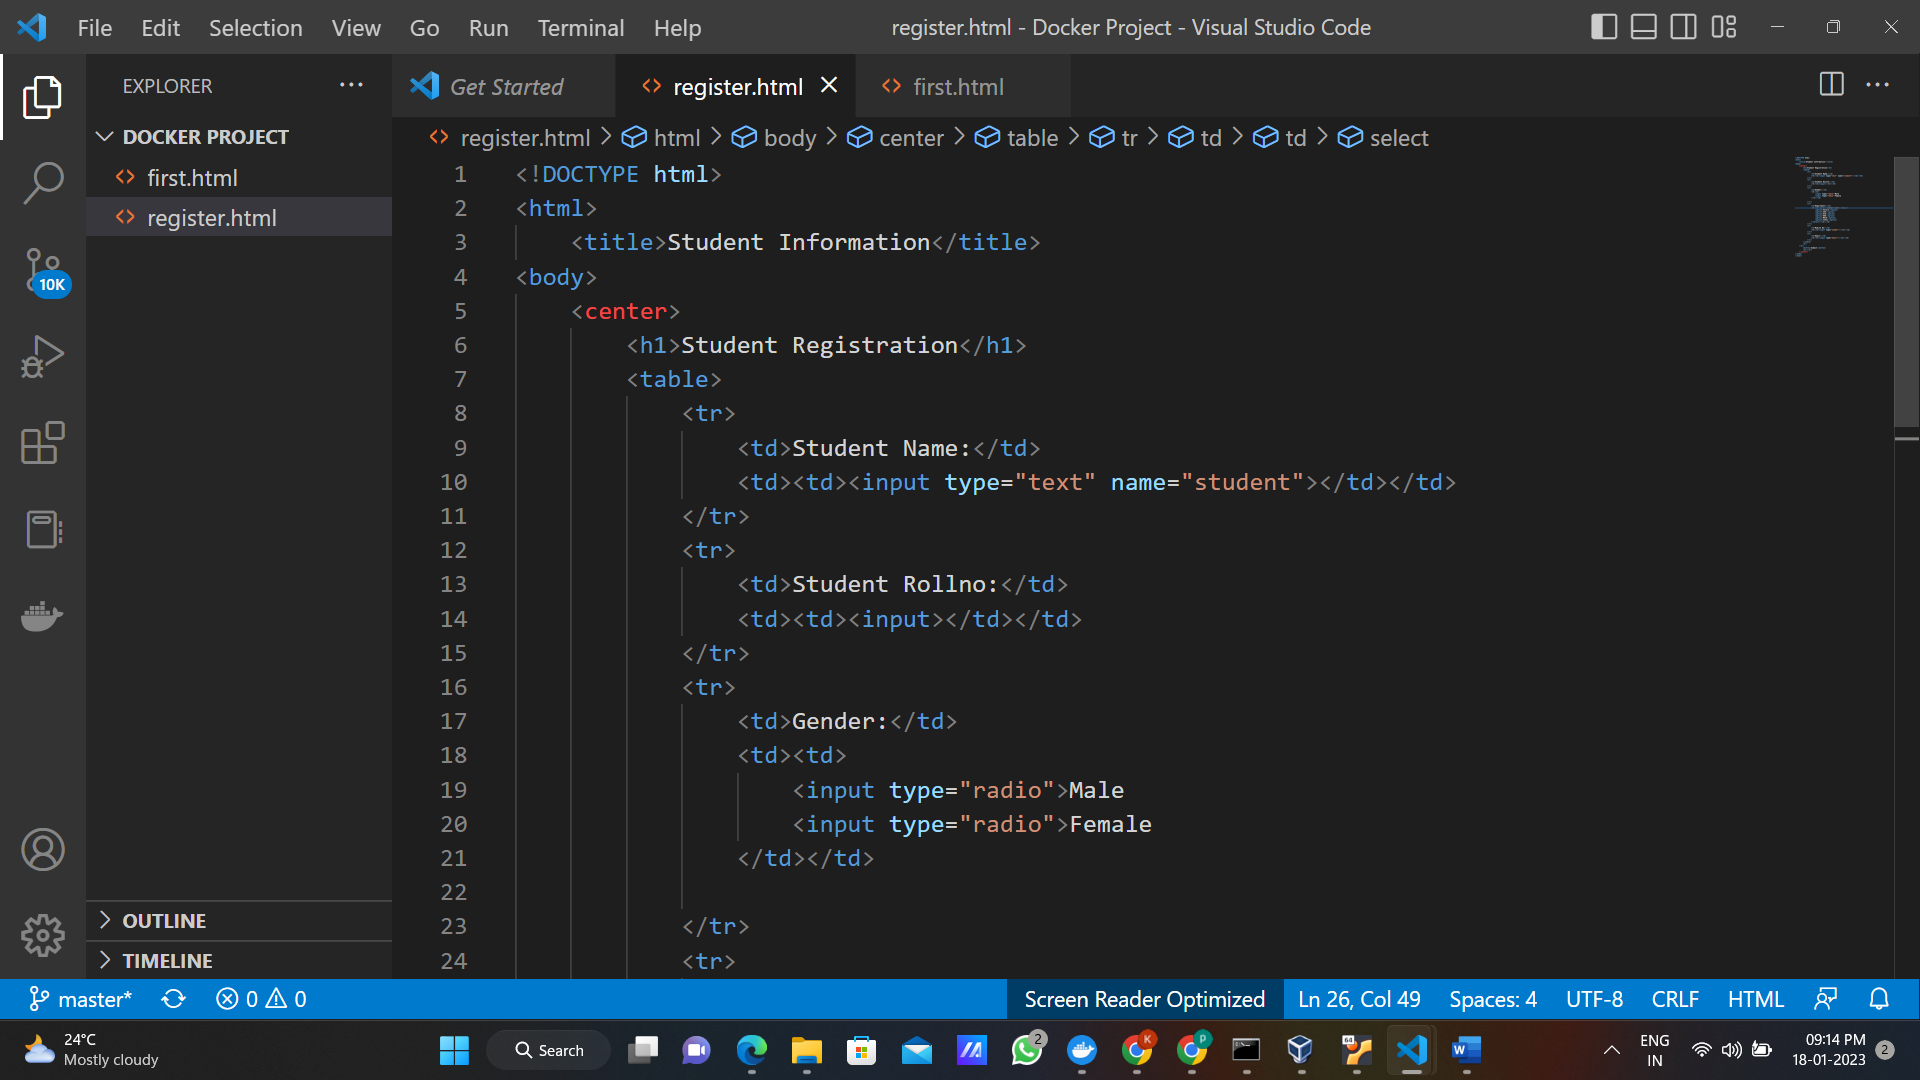 File Edit Selection View Go Run Terminal Help
register.html - Docker Project - Visual Studio Code
EXPLORER
DOCKER PROJECT
first.html
register.html
10K
OUTLINE
TIMELINE
Get Started
register.html
first.html
register.html > html > body > center > table > tr > td > td > select
1 <!DOCTYPE html>
2 <html>
3 <title>Student Information</title>
4 <body>
5 <center>
6 <h1>Student Registration</h1>
7 <table>
8 <tr>
9 <td>Student Name:</td>
10 <td><td><input type="text" name="student"></td></td>
11 </tr>
12 <tr>
13 <td>Student Rollno:</td>
14 <td><td><input></td></td>
15 </tr>
16 <tr>
17 <td>Gender:</td>
18 <td><td>
19 <input type="radio">Male
20 <input type="radio">Female
21 </td></td>
22
23 </tr>
24 <tr>
master* 0 0 Screen Reader Optimized Ln 26, Col 49 Spaces: 4 UTF-8 CRLF HTML
24°C
Mostly cloudy
Search
2
K
P
64
W
ENG
IN
09:14 PM
18-01-2023
2